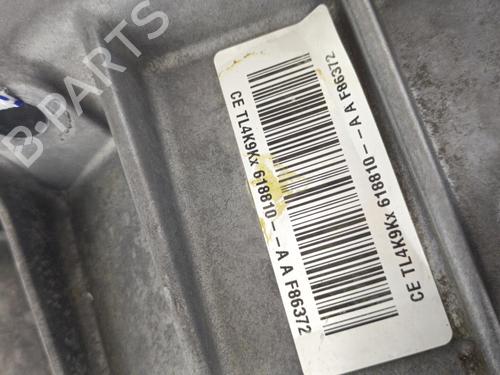 B-PARTS
CE TL4K9Kx 618810--A A F86372
CE TL4K9Kx 618810--A A F86372